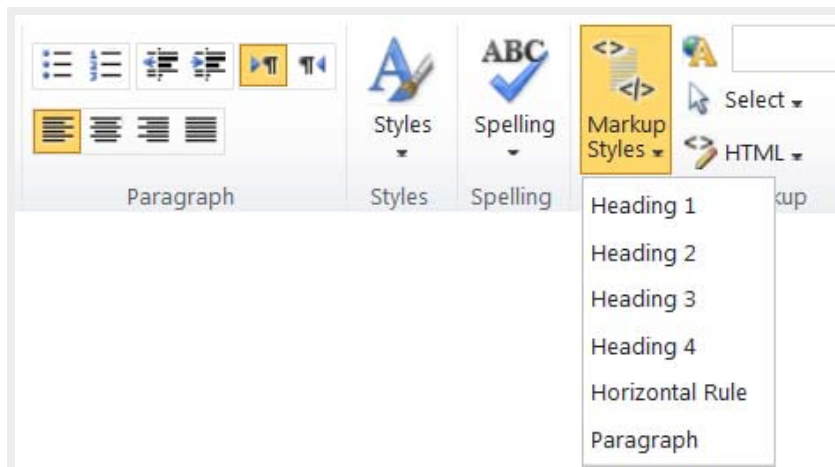 ABC
Styles
Spelling
Markup
Styles
Select
HTML
Paragraph
Styles
Spelling
kup
Heading 1
Heading 2
Heading 3
Heading 4
Horizontal Rule
Paragraph